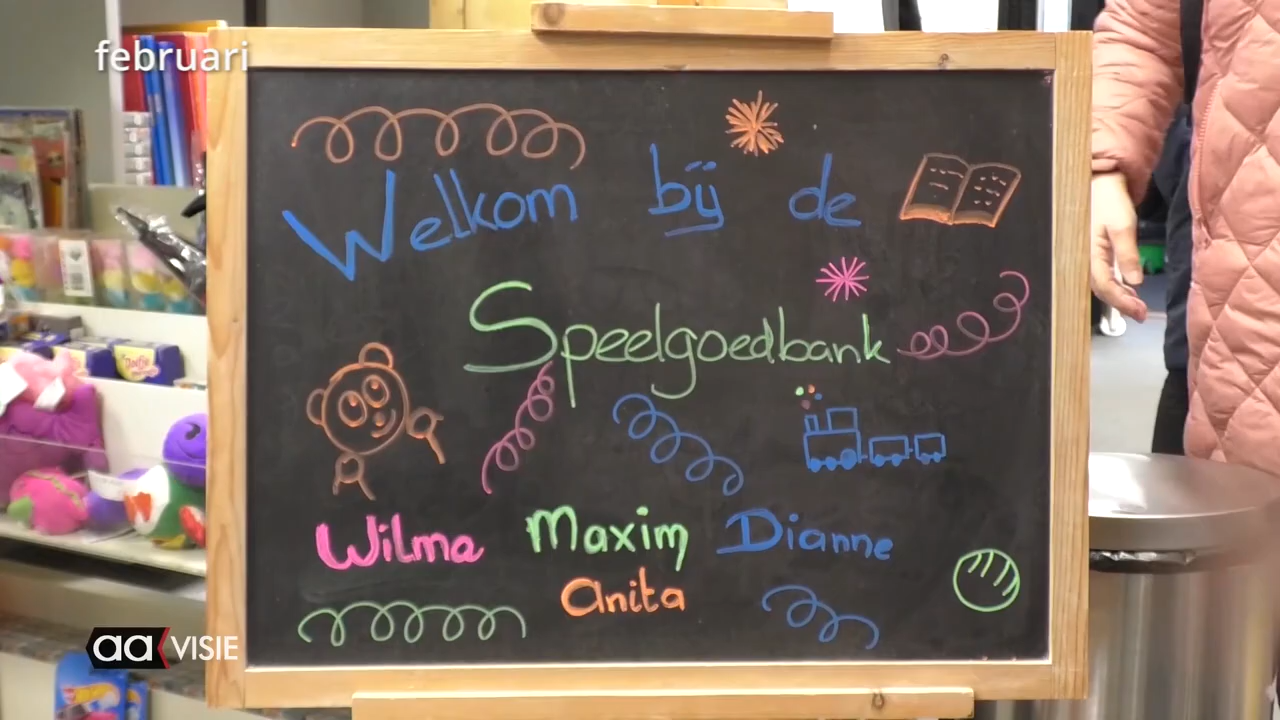 februari
Welkom bij de
Speelgoedbank
Wilma Maxim Dianne
Anita
aa VISIE